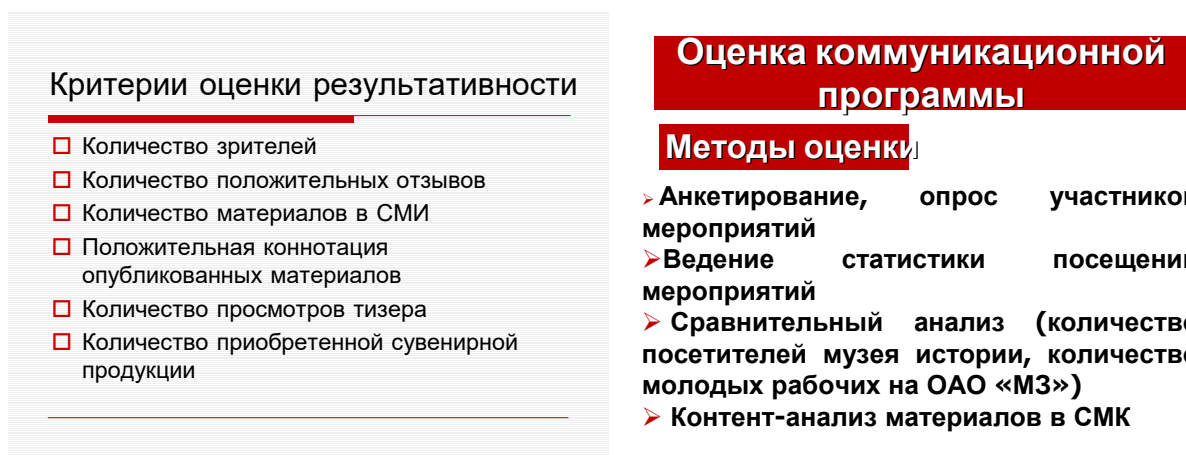 Критерии оценки результативности
Количество зрителей
Количество положительных отзывов
Количество материалов в СМИ
Положительная коннотация
опубликованных материалов
Количество просмотров тизера
Количество приобретенной сувенирной
продукции
Оценка коммуникационной
программы
Методы оценки
Анкетирование, опрос участнико
мероприятий
Ведение статистики посещени
мероприятий
Сравнительный анализ (количеств
посетителей музея истории, количеств
молодых рабочих на ОАО «МЗ»)
Контент-анализ материалов в СМК